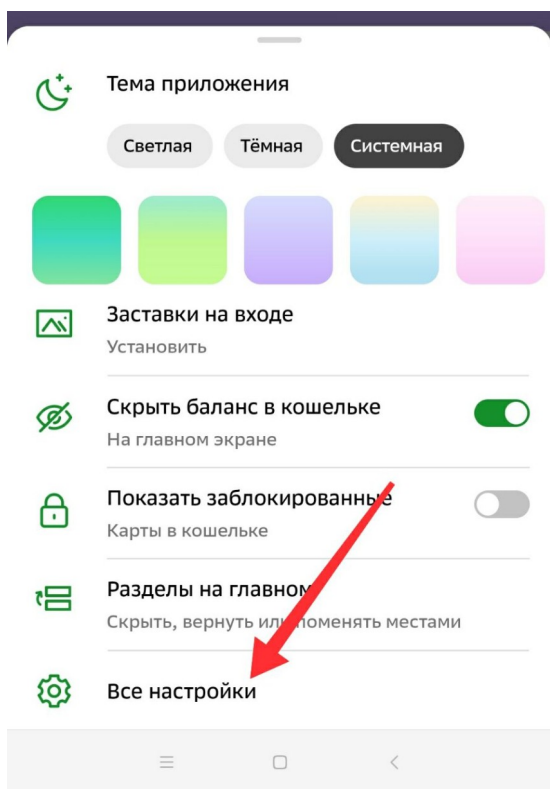 Тема приложения
Светлая Тёмная Системная
Заставки на входе
Установить
Скрыть баланс в кошельке
На главном экране
Показать заблокированные
Карты в кошельке
Разделы на главном
Скрыть, вернуть или поменять местами
Все настройки